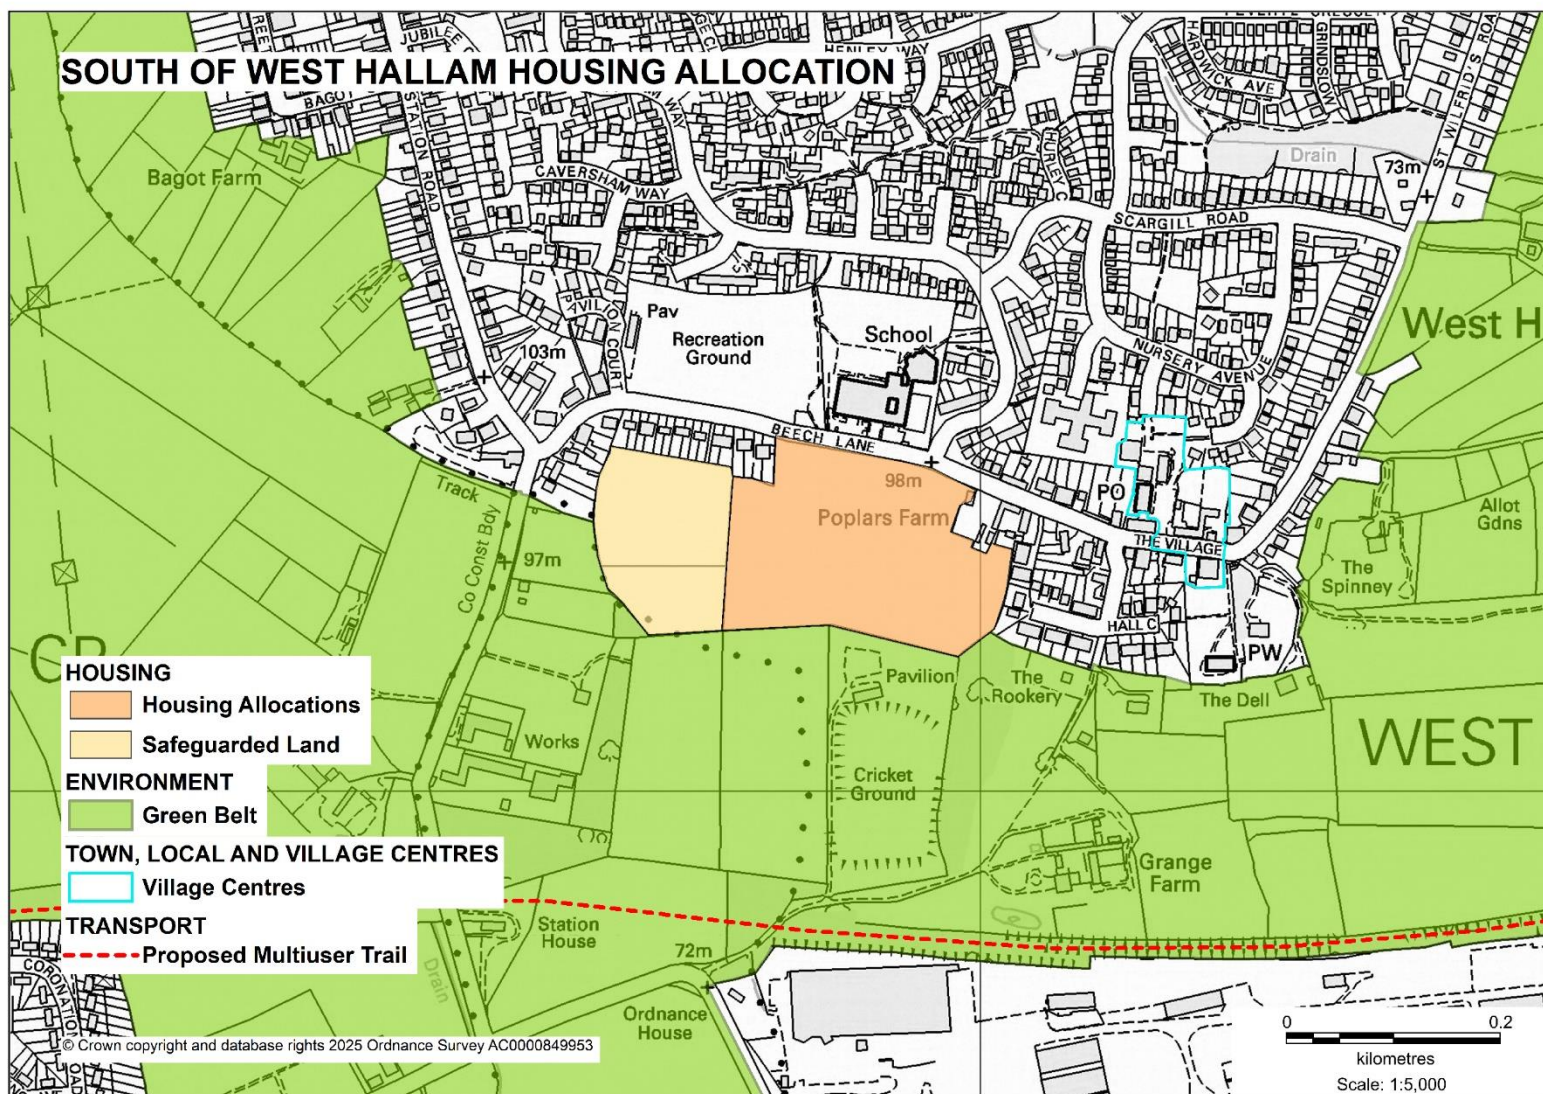 SOUTH OF WEST HALLAM HOUSING ALLOCATION
JUBILEE
HENLEY WAY
HARDWICK AVE
GRINDSLOW
ST WILFRID'S ROA
BAGOT
STATION ROAD
WAY
Drain
73m
Bagot Farm
CAVERSHAM WAY
HURLEY C
SCARGILL ROAD
PAVILION COURT
Pav
Recreation
Ground
School
West H
103m
NURSERY AVENUE
BEECH LANE
98m
PO
Poplars Farm
THE VILLAGE
Allot
Gdns
Track
Co Const Bdy
97m
The
Spinney
HALL C
PW
CP
Pavilion
The
Rookery
The Dell
WEST
Works
Cricket
Ground
Grange
Farm
Station
House
72m
Ordnance
House
Drain
CORONATION
ROAD
HOUSING
Housing Allocations
Safeguarded Land
ENVIRONMENT
Green Belt
TOWN, LOCAL AND VILLAGE CENTRES
Village Centres
TRANSPORT
Proposed Multiuser Trail
© Crown copyright and database rights 2025 Ordnance Survey AC0000849953
0 0.2
kilometres
Scale: 1:5,000